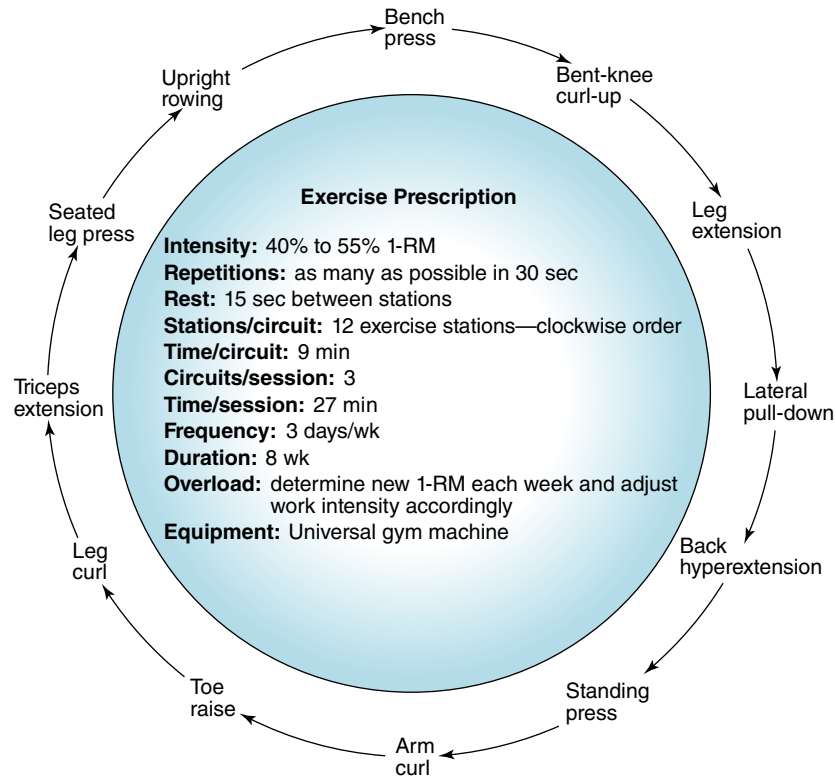 Bench
press
Bent-knee
curl-up
Leg
extension
Lateral
pull-down
Back
hyperextension
Standing
press
Arm
curl
Toe
raise
Leg
curl
Triceps
extension
Seated
leg press
Upright
rowing
Exercise Prescription
Intensity: 40% to 55% 1-RM
Repetitions: as many as possible in 30 sec
Rest: 15 sec between stations
Stations/circuit: 12 exercise stations—clockwise order
Time/circuit: 9 min
Circuits/session: 3
Time/session: 27 min
Frequency: 3 days/wk
Duration: 8 wk
Overload: determine new 1-RM each week and adjust
work intensity accordingly
Equipment: Universal gym machine